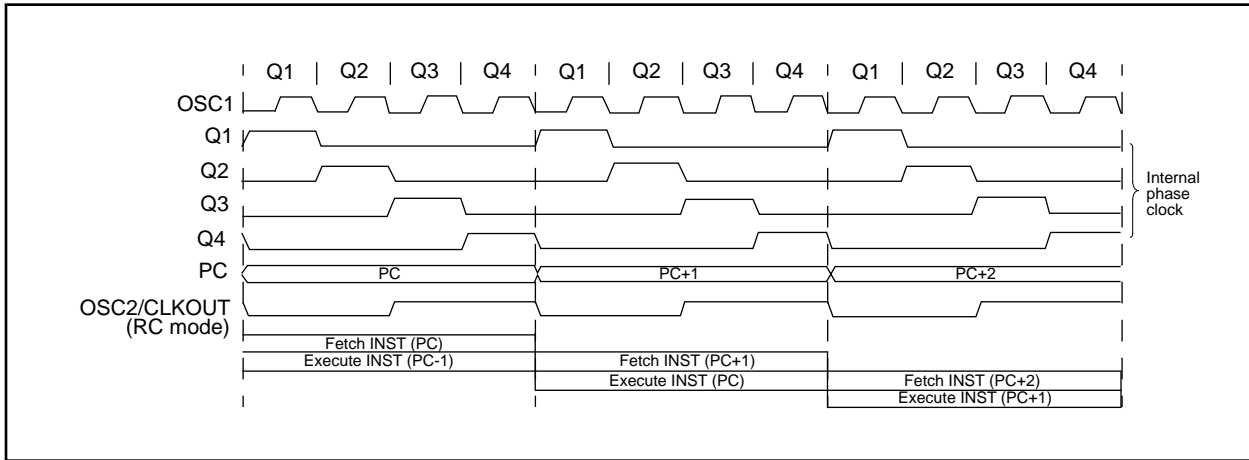 Q1 Q2 Q3 Q4 Q1 Q2 Q3 Q4 Q1 Q2 Q3 Q4
OSC1
Q1
Q2
Q3
Q4
Internal
phase
clock
PC
PC PC+1 PC+2
OSC2/CLKOUT
(RC mode)
Fetch INST (PC)
Execute INST (PC-1) Fetch INST (PC+1)
Execute INST (PC) Fetch INST (PC+2)
Execute INST (PC+1)